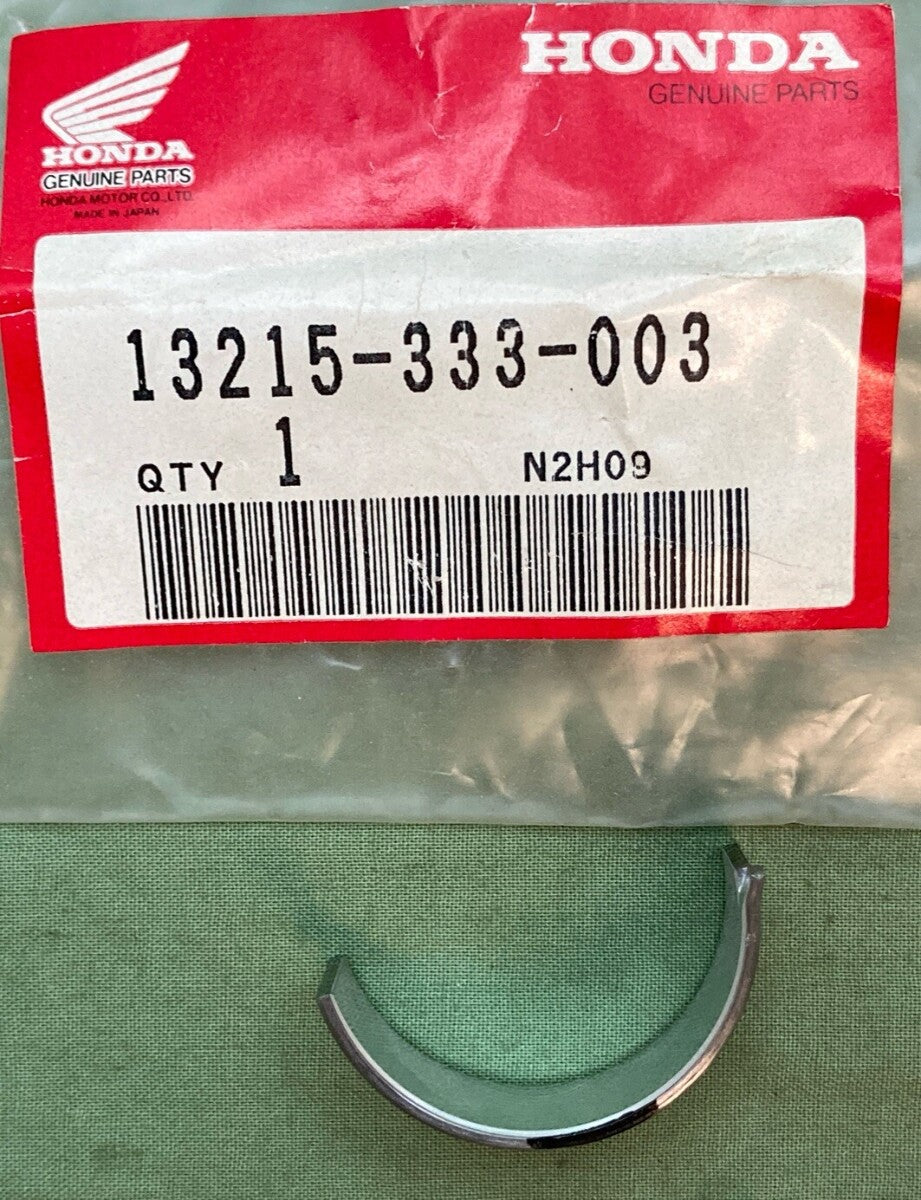 HONDA
GENUINE PARTS
HONDA
GENUINE PARTS
HONDA MOTOR CO.,LTD.
MADE IN JAPAN
13215-333-003
QTY 1 N2H09